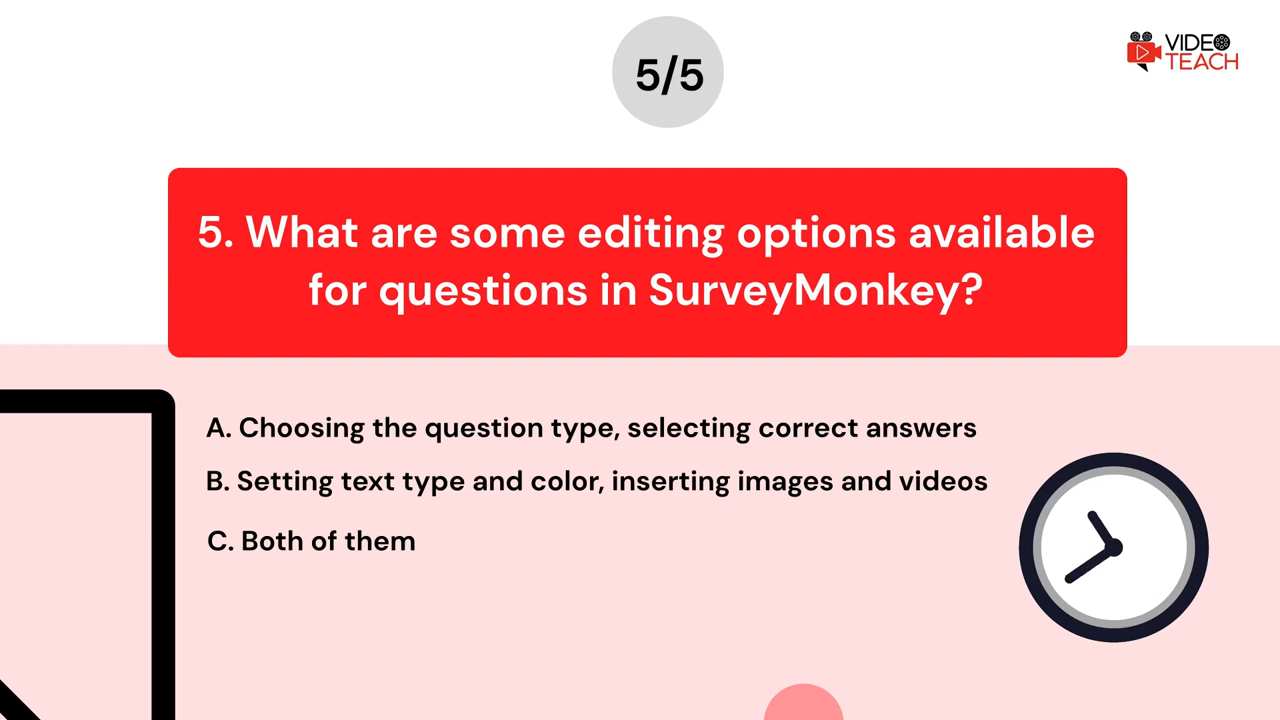 5/5
VIDEO
TEACH
5. What are some editing options available
for questions in SurveyMonkey?
A. Choosing the question type, selecting correct answers
B. Setting text type and color, inserting images and videos
C. Both of them